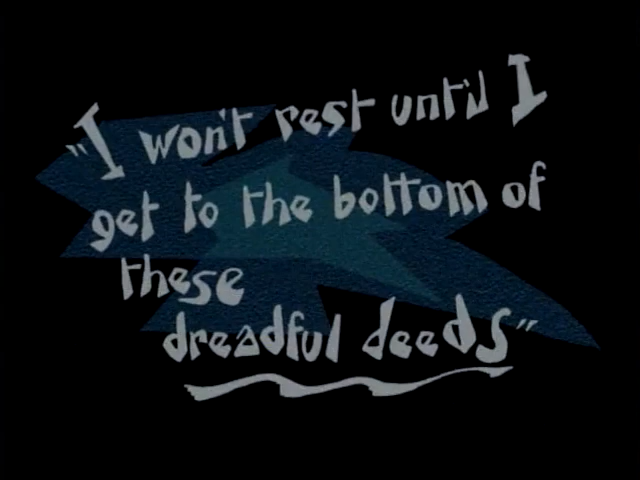 "I won't rest until I
get to the bottom of
these
dreadful deeds"